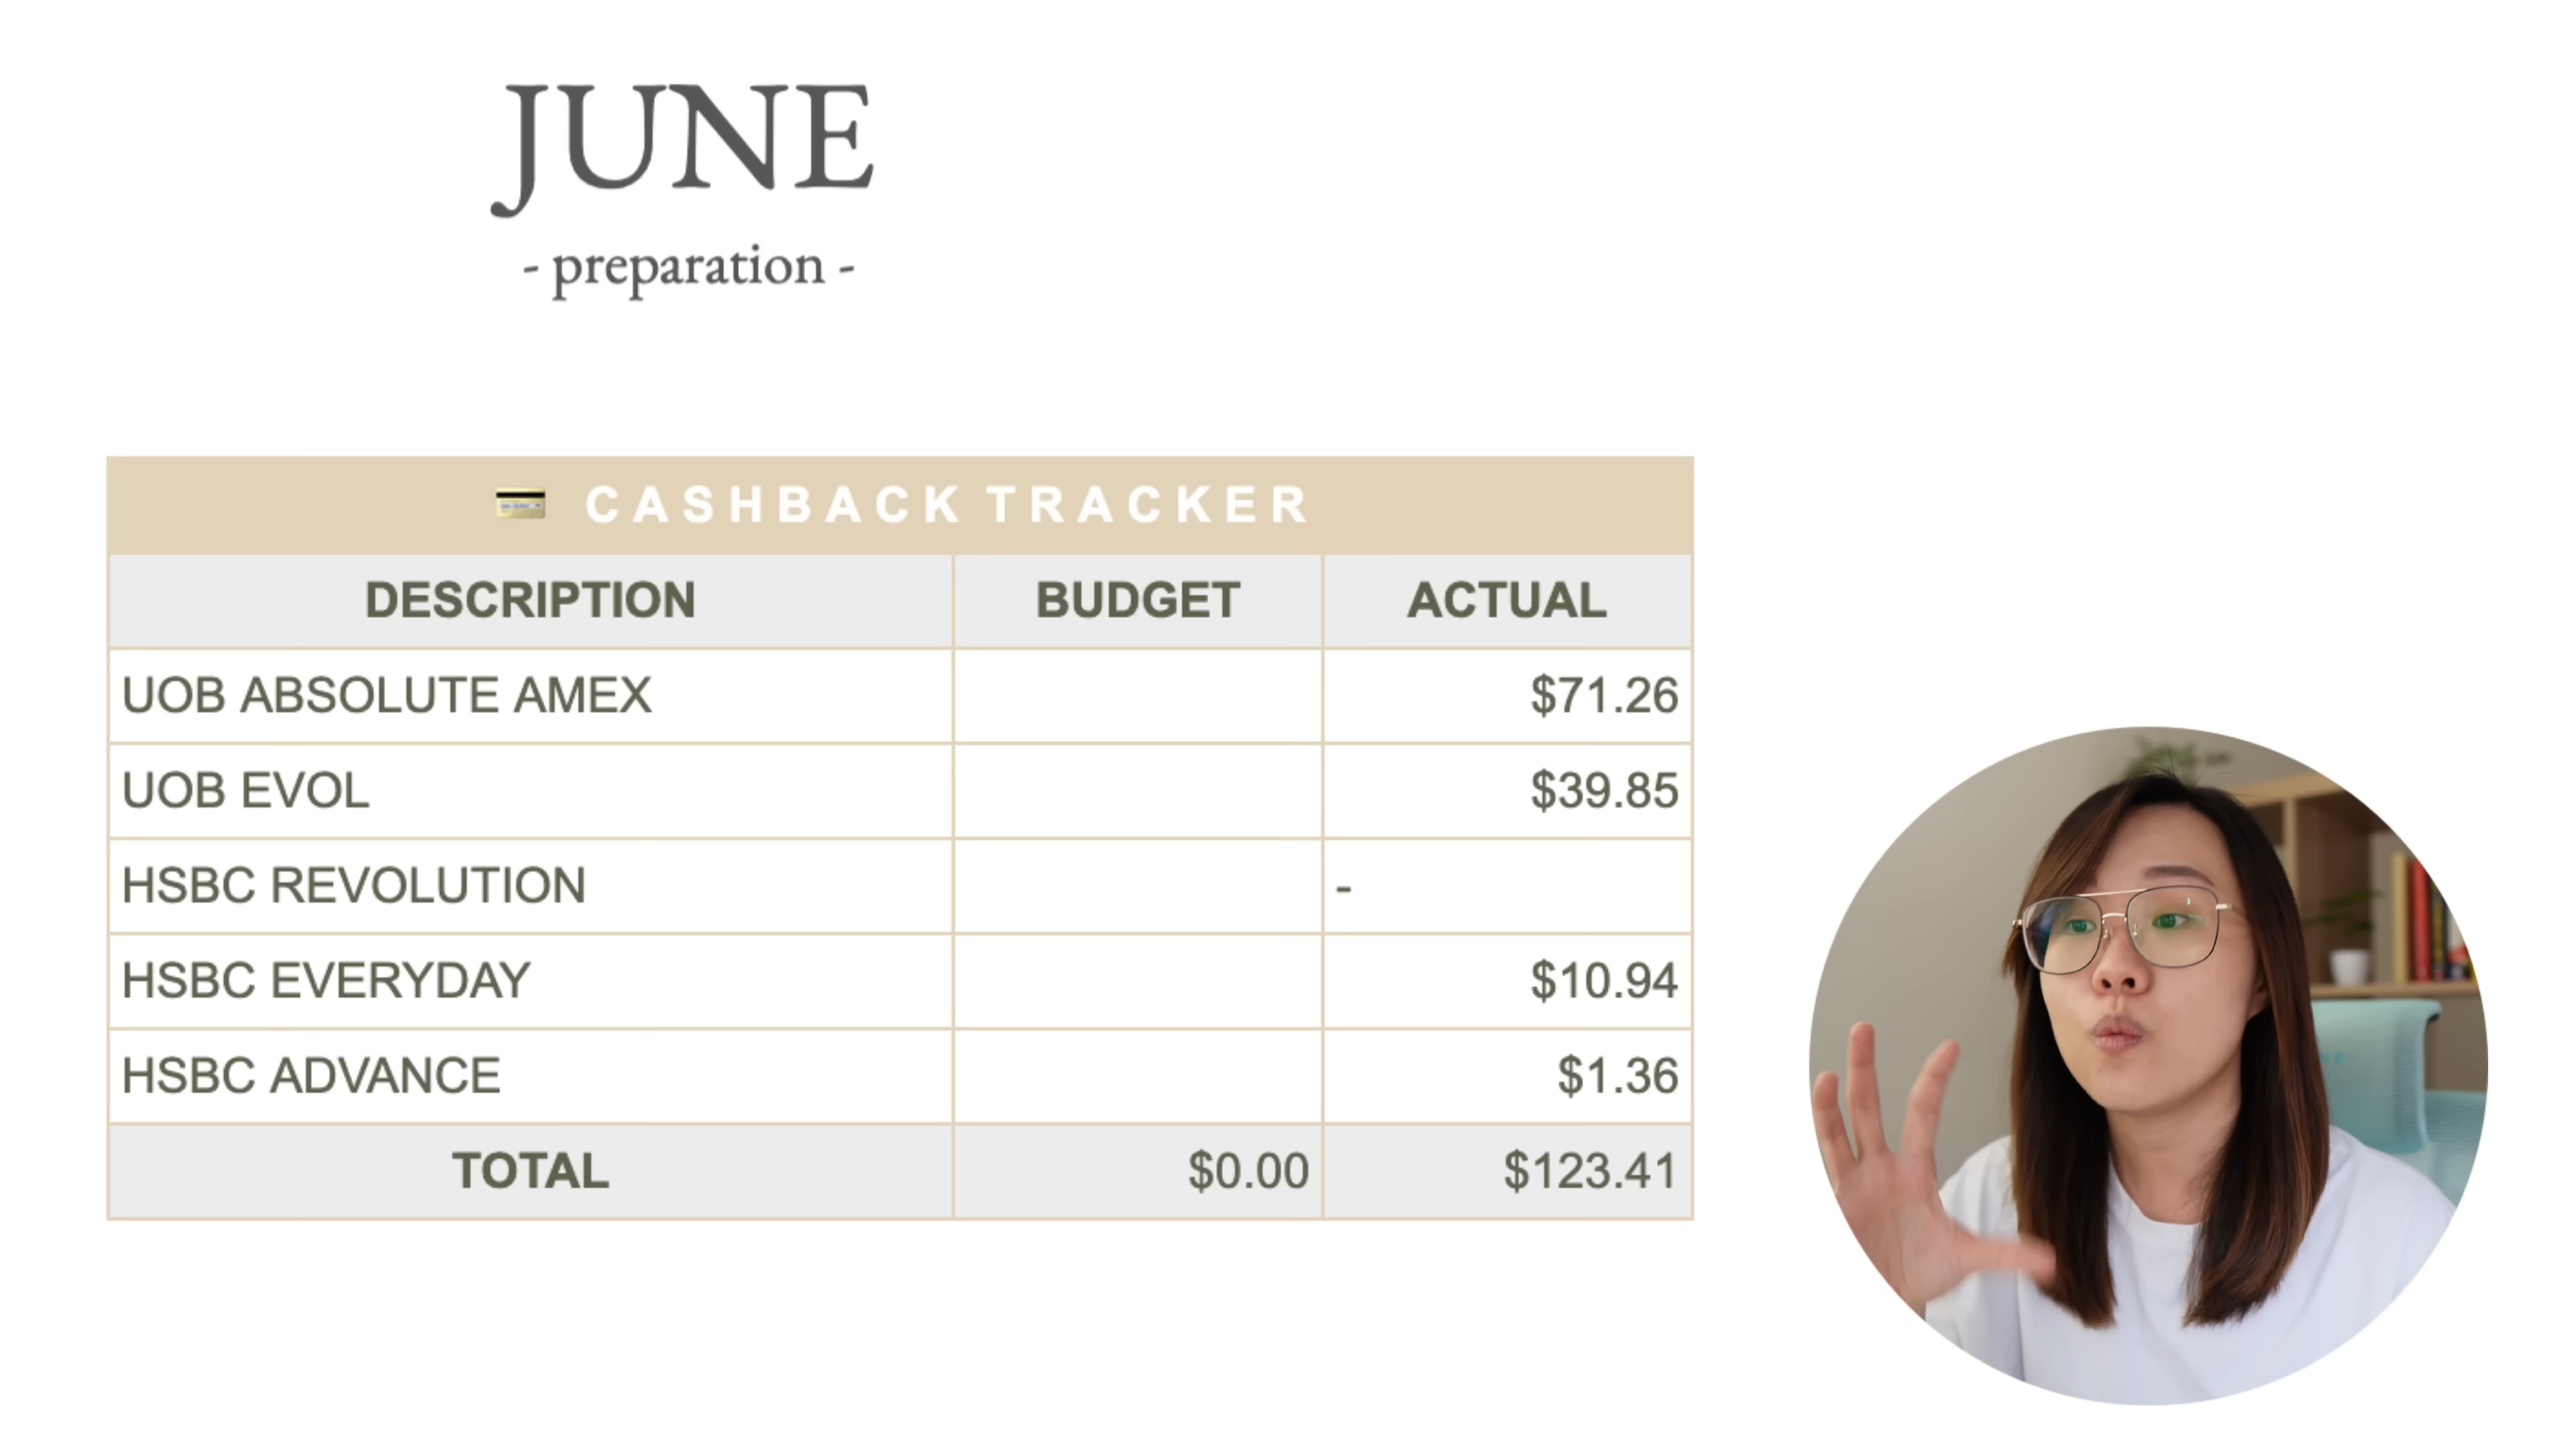 JUNE
- preparation -
CASHBACK TRACKER
DESCRIPTION BUDGET ACTUAL
UOB ABSOLUTE AMEX $71.26
UOB EVOL $39.85
HSBC REVOLUTION -
HSBC EVERYDAY $10.94
HSBC ADVANCE $1.36
TOTAL $0.00 $123.41